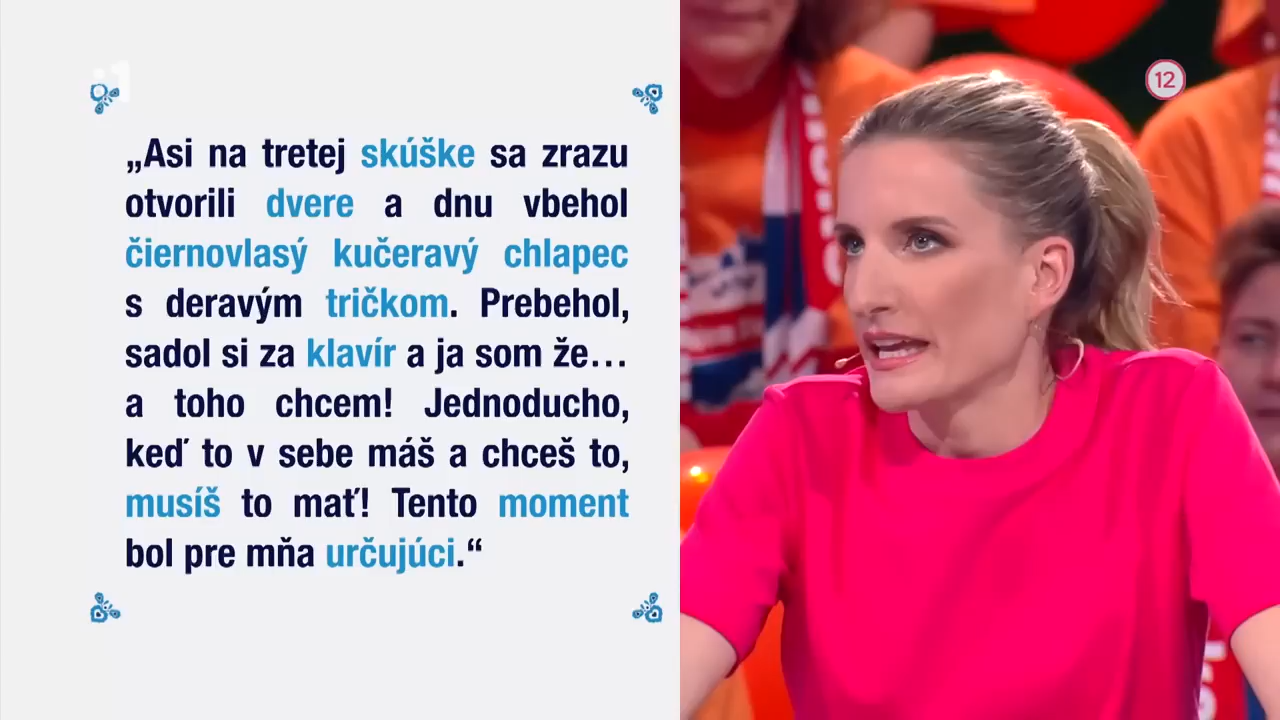 :1
12
„Asi na tretej skúške sa zrazu
otvorili dvere a dnu vbehol
čiernovlasý kučeravý chlapec
s deravým tričkom. Prebehol,
sadol si za klavír a ja som že...
a toho chcem! Jednoducho,
keď to v sebe máš a chceš to,
musíš to mať! Tento moment
bol pre mňa určujúci.“